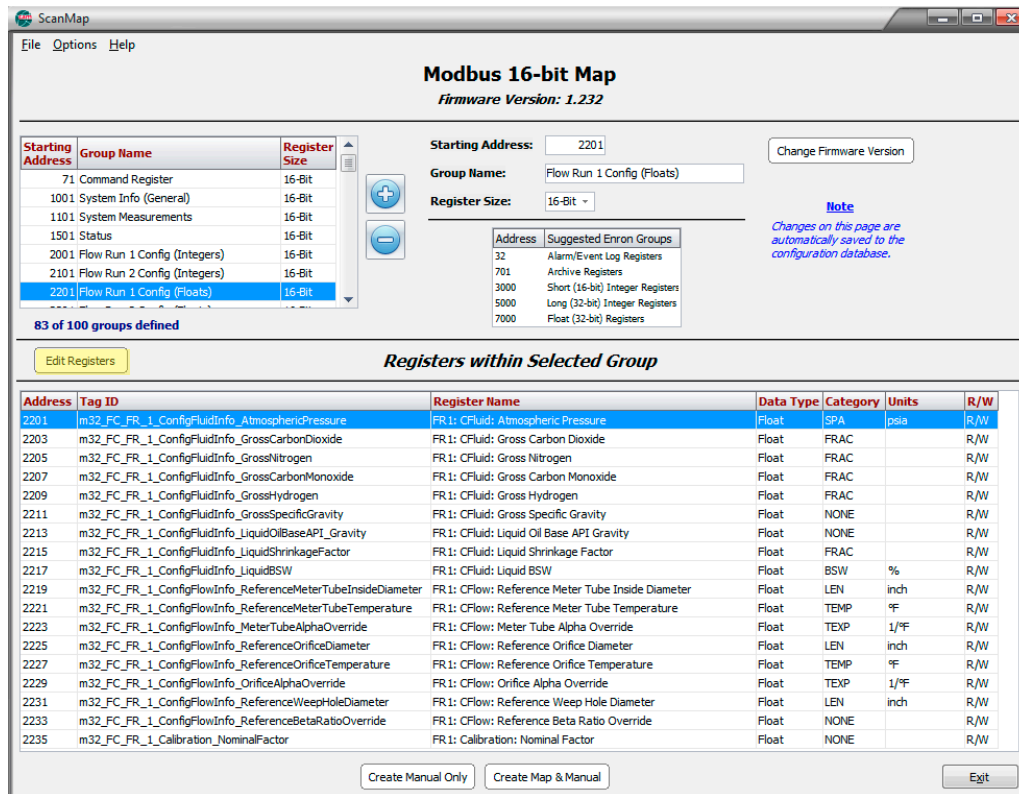 ScanMap
File Options Help
Modbus 16-bit Map
Firmware Version: 1.232
Starting Address Group Name Register Size
71 Command Register 16-Bit
1001 System Info (General) 16-Bit
1101 System Measurements 16-Bit
1501 Status 16-Bit
2001 Flow Run 1 Config (Integers) 16-Bit
2101 Flow Run 2 Config (Integers) 16-Bit
2201 Flow Run 1 Config (Floats) 16-Bit
83 of 100 groups defined
Starting Address: 2201
Group Name: Flow Run 1 Config (Floats)
Register Size: 16-Bit
Address Suggested Enron Groups
32 Alarm/Event Log Registers
701 Archive Registers
3000 Short (16-bit) Integer Registers
5000 Long (32-bit) Integer Registers
7000 Float (32-bit) Registers
Change Firmware Version
Note
Changes on this page are
automatically saved to the
configuration database.
Edit Registers
Registers within Selected Group
Address Tag ID Register Name Data Type Category Units R/W
2201 m32_FC_FR_1_ConfigFluidInfo_AtmosphericPressure FR1: CFluid: Atmospheric Pressure Float SPA psia R/W
2203 m32_FC_FR_1_ConfigFluidInfo_GrossCarbonDioxide FR1: CFluid: Gross Carbon Dioxide Float FRAC R/W
2205 m32_FC_FR_1_ConfigFluidInfo_GrossNitrogen FR1: CFluid: Gross Nitrogen Float FRAC R/W
2207 m32_FC_FR_1_ConfigFluidInfo_GrossCarbonMonoxide FR1: CFluid: Gross Carbon Monoxide Float FRAC R/W
2209 m32_FC_FR_1_ConfigFluidInfo_GrossHydrogen FR1: CFluid: Gross Hydrogen Float FRAC R/W
2211 m32_FC_FR_1_ConfigFluidInfo_GrossSpecificGravity FR1: CFluid: Gross Specific Gravity Float NONE R/W
2213 m32_FC_FR_1_ConfigFluidInfo_LiquidOilBaseAPI_Gravity FR1: CFluid: Liquid Oil Base API Gravity Float NONE R/W
2215 m32_FC_FR_1_ConfigFluidInfo_LiquidShrinkageFactor FR1: CFluid: Liquid Shrinkage Factor Float FRAC R/W
2217 m32_FC_FR_1_ConfigFluidInfo_LiquidBSW FR1: CFluid: Liquid BSW Float BSW % R/W
2219 m32_FC_FR_1_ConfigFlowInfo_ReferenceMeterTubeInsideDiameter FR1: CFlow: Reference Meter Tube Inside Diameter Float LEN inch R/W
2221 m32_FC_FR_1_ConfigFlowInfo_ReferenceMeterTubeTemperature FR1: CFlow: Reference Meter Tube Temperature Float TEMP ºF R/W
2223 m32_FC_FR_1_ConfigFlowInfo_MeterTubeAlphaOverride FR1: CFlow: Meter Tube Alpha Override Float TEXP 1/ºF R/W
2225 m32_FC_FR_1_ConfigFlowInfo_ReferenceOrificeDiameter FR1: CFlow: Reference Orifice Diameter Float LEN inch R/W
2227 m32_FC_FR_1_ConfigFlowInfo_ReferenceOrificeTemperature FR1: CFlow: Reference Orifice Temperature Float TEMP ºF R/W
2229 m32_FC_FR_1_ConfigFlowInfo_OrificeAlphaOverride FR1: CFlow: Orifice Alpha Override Float TEXP 1/ºF R/W
2231 m32_FC_FR_1_ConfigFlowInfo_ReferenceWeepHoleDiameter FR1: CFlow: Reference Weep Hole Diameter Float LEN inch R/W
2233 m32_FC_FR_1_ConfigFlowInfo_ReferenceBetaRatioOverride FR1: CFlow: Reference Beta Ratio Override Float NONE R/W
2235 m32_FC_FR_1_Calibration_NominalFactor FR1: Calibration: Nominal Factor Float NONE R/W
Create Manual Only Create Map & Manual Exit